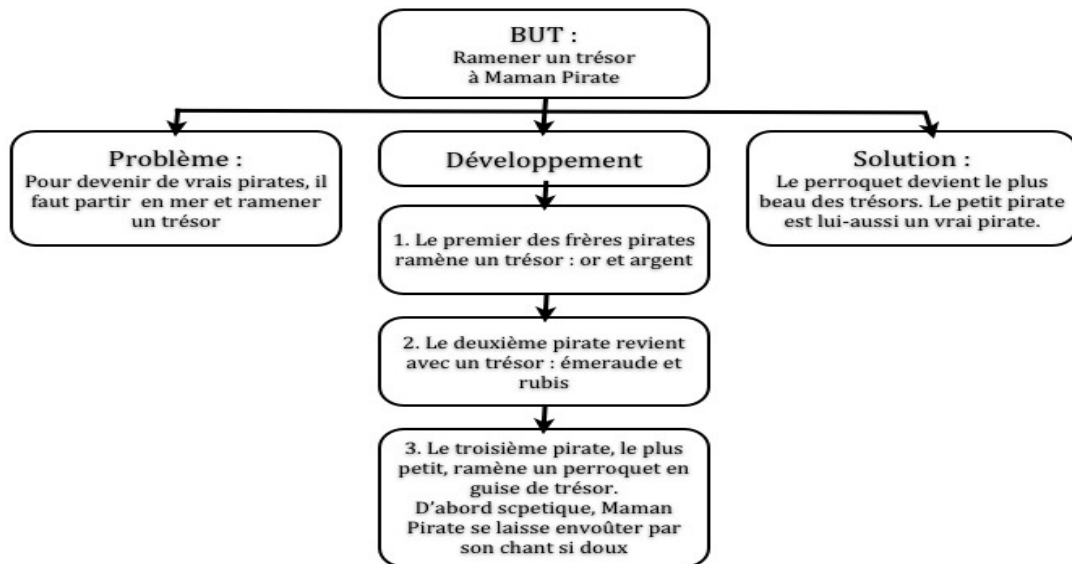 BUT :
Ramener un trésor
à Maman Pirate
Problème :
Pour devenir de vrais pirates, il
faut partir en mer et ramener
un trésor
Développement
1. Le premier des frères pirates
ramène un trésor : or et argent
2. Le deuxième pirate revient
avec un trésor : émeraude et
rubis
3. Le troisième pirate, le plus
petit, ramène un perroquet en
guise de trésor.
D'abord scpetique, Maman
Pirate se laisse envoûter par
son chant si doux
Solution :
Le perroquet devient le plus
beau des trésors. Le petit pirate
est lui-aussi un vrai pirate.